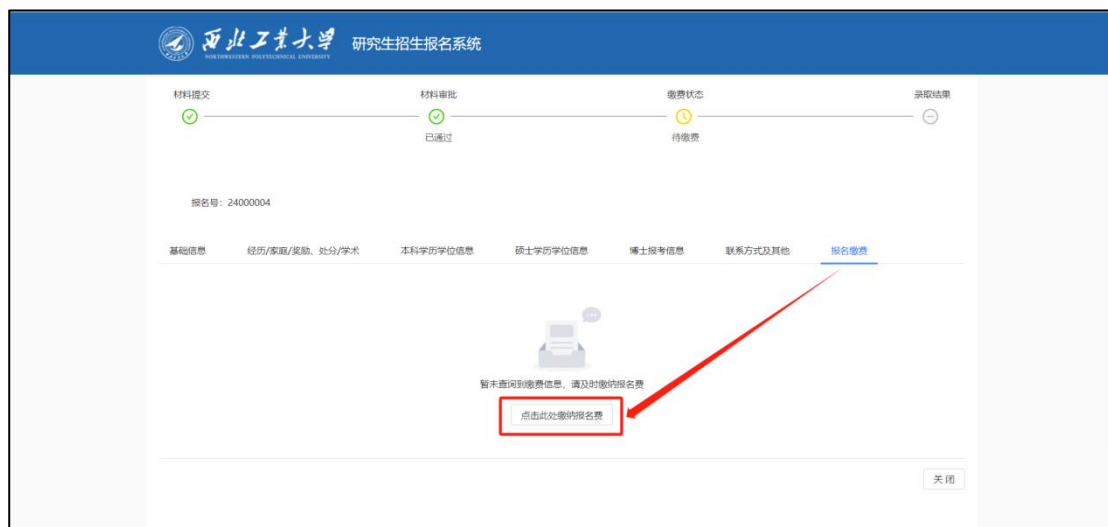 西北工业大学 研究生招生报名系统
NORTHWESTERN POLYTECHNICAL UNIVERSITY
材料提交 材料审批 缴费状态 录取结果
已通过 待缴费
报名号：24000004
基础信息 经历/家庭/奖励、处分/学术 本科学历学位信息 硕士学历学位信息 博士报考信息 联系方式及其他 报名缴费
暂未查询到缴费信息，请及时缴纳报名费
点击此处缴纳报名费
关闭